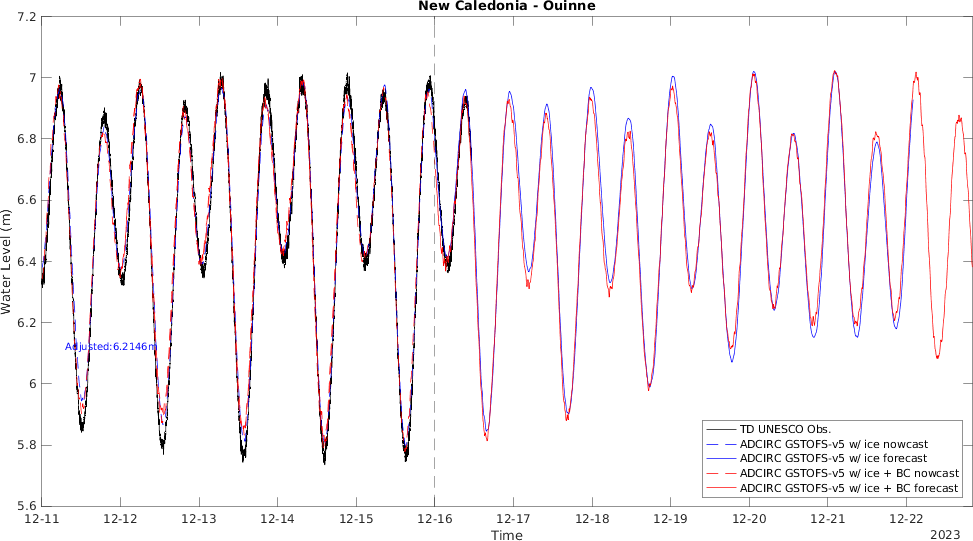 New Caledonia - Ouinne
7.2
7
6.8
6.6
6.4
6.2
6
5.8
5.6
Water Level (m)
Adjusted:6.2146m
TD UNESCO Obs.
ADCIRC GSTOFS-v5 w/ ice nowcast
ADCIRC GSTOFS-v5 w/ ice forecast
ADCIRC GSTOFS-v5 w/ ice + BC nowcast
ADCIRC GSTOFS-v5 w/ ice + BC forecast
12-11 12-12 12-13 12-14 12-15 12-16 12-17 12-18 12-19 12-20 12-21 12-22
Time
2023